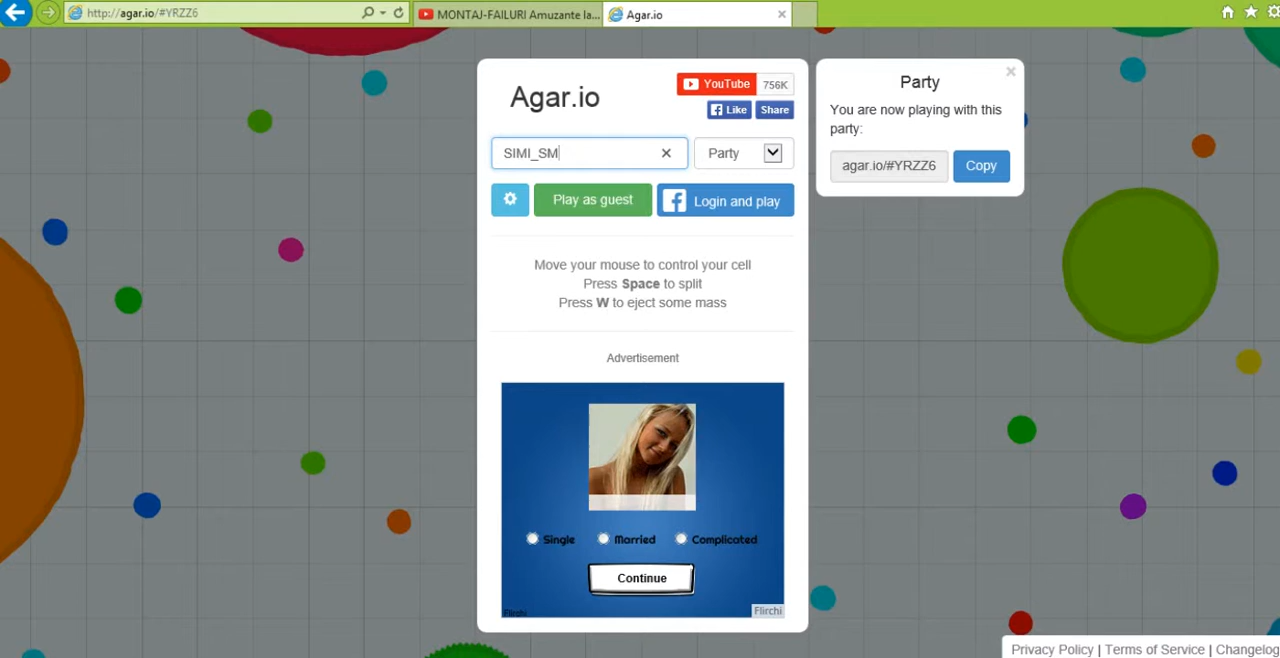 http://agar.io/#YRZZ6
MONTAJ-FAILURI Amuzante la...
Agar.io
Agar.io
YouTube 756K
Like Share
SIMI_SM
Party
Play as guest
Login and play
Move your mouse to control your cell
Press Space to split
Press W to eject some mass
Advertisement
Single Married Complicated
Continue
Flirchi
Flirchi
Party
You are now playing with this
party:
agar.io/#YRZZ6
Copy
Privacy Policy | Terms of Service | Changelog